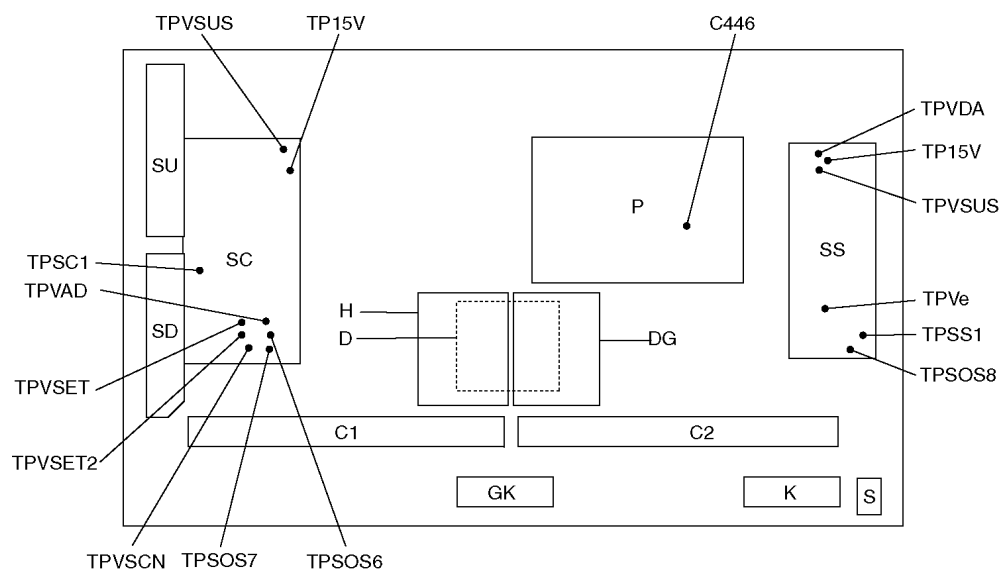 TPVSUS
TP15V
C446
TPVDA
TP15V
TPVSUS
SU
P
SS
SC
TPSC1
TPVAD
H
D
DG
SD
TPVe
TPSS1
TPSOS8
TPVSET
C1
C2
TPVSET2
GK
K
S
TPVSCN
TPSOS7
TPSOS6